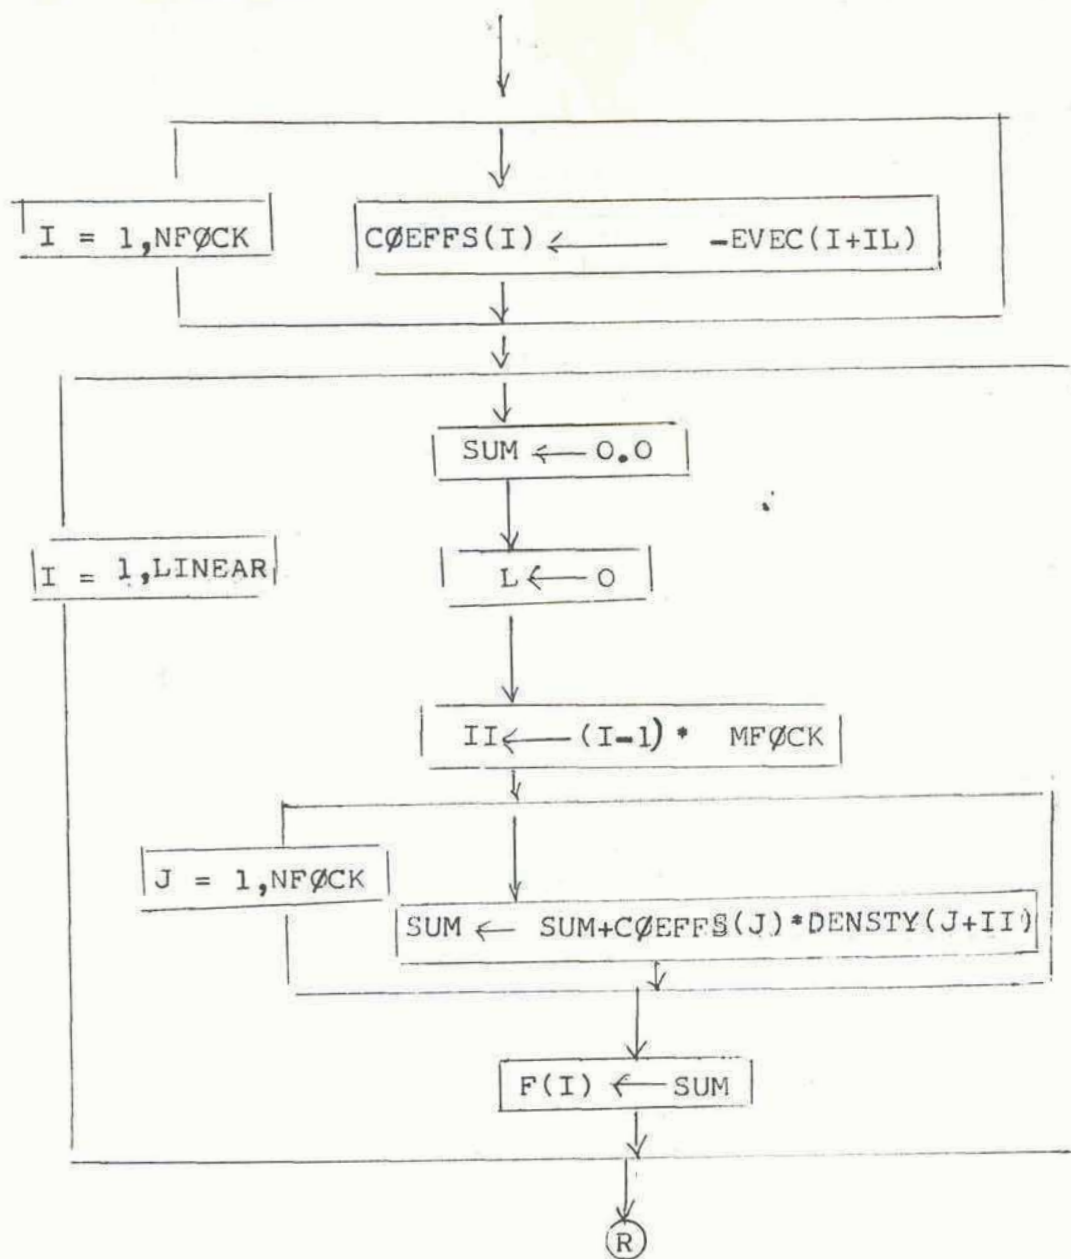 I = 1,NFØCK
CØEFFS(I) ← -EVEC(I+IL)
SUM ← 0.0
I = 1,LINEAR
L ← 0
II ← (I-1) * MFØCK
J = 1,NFØCK
SUM ← SUM+CØEFFS(J)*DENSTY(J+II)
F(I) ← SUM
R